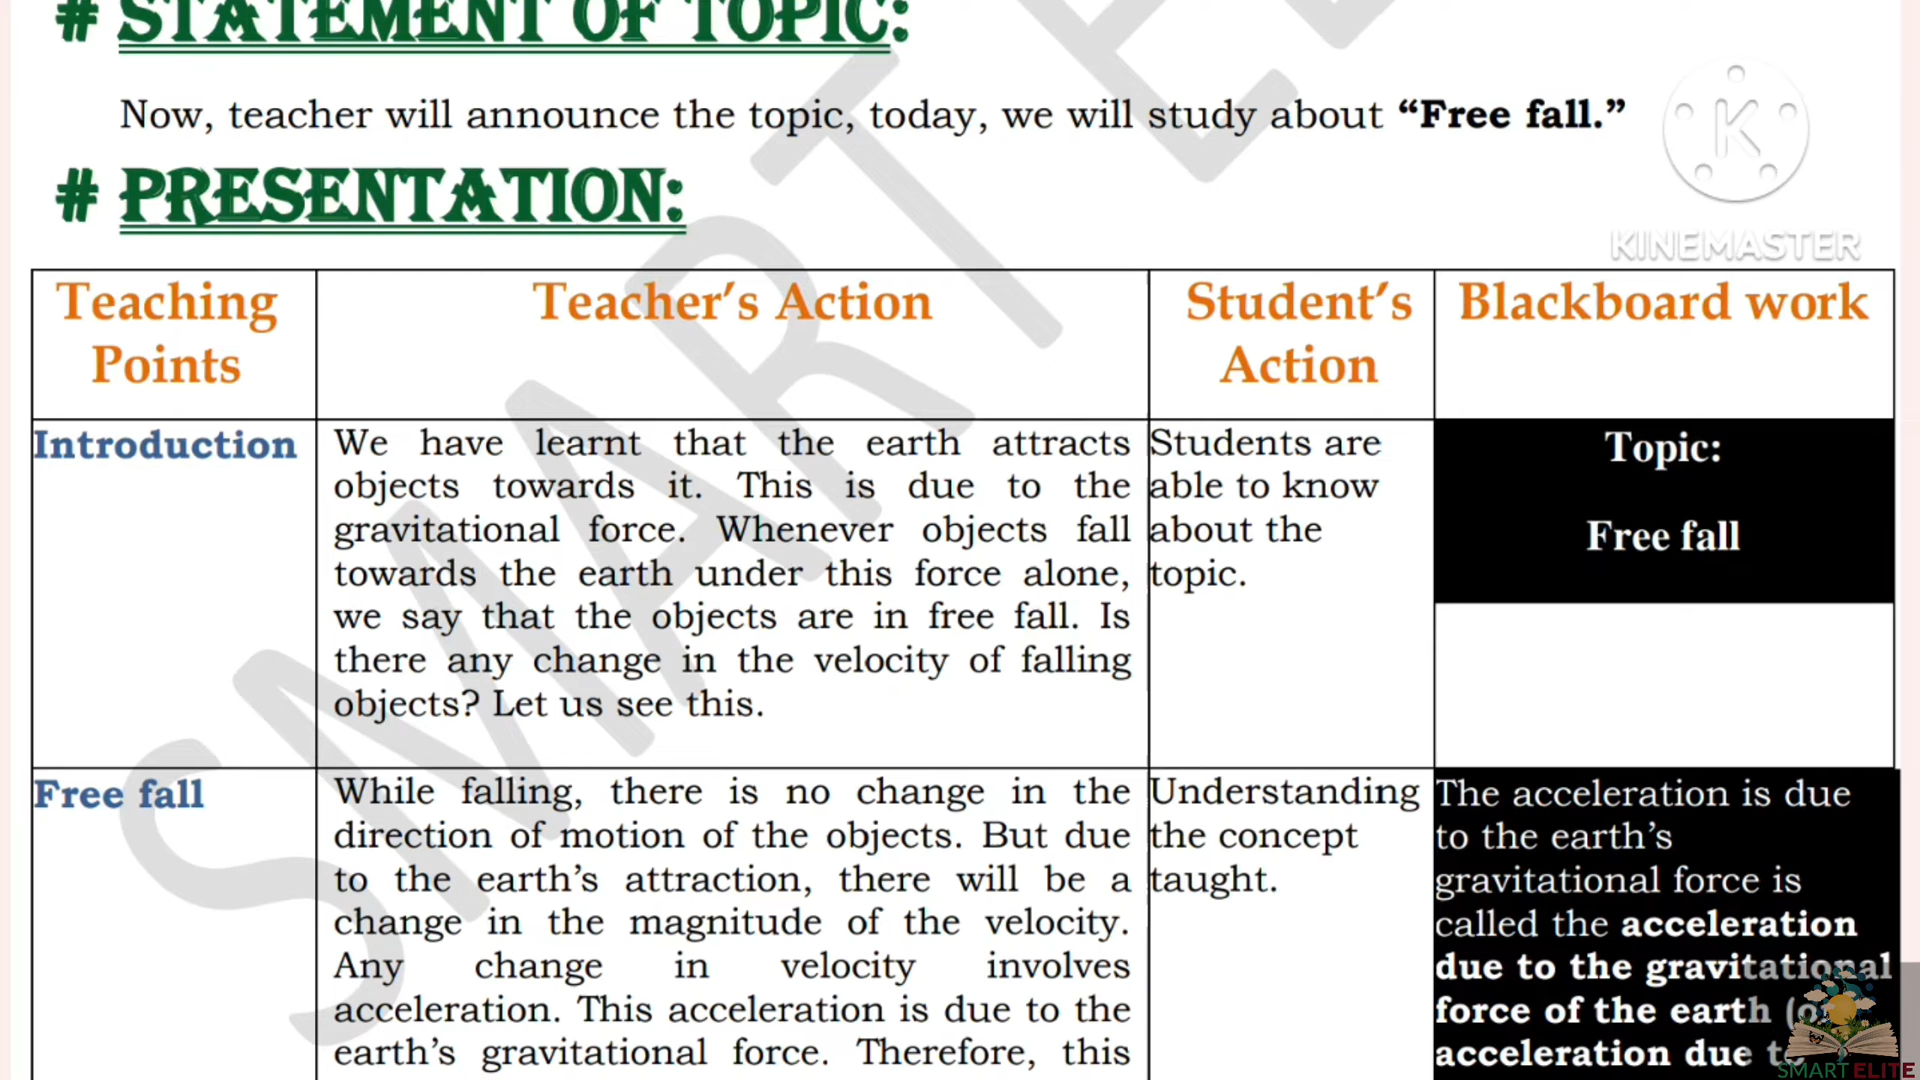 # STATEMENT OF TOPIC:
Now, teacher will announce the topic, today, we will study about “Free fall.”
# PRESENTATION:
KINEMASTER
Teaching
Points
Teacher’s Action
Student’s
Action
Blackboard work
Introduction
We have learnt that the earth attracts
objects towards it. This is due to the
gravitational force. Whenever objects fall
towards the earth under this force alone,
we say that the objects are in free fall. Is
there any change in the velocity of falling
objects? Let us see this.
Students are
able to know
about the
topic.
Topic:
Free fall
Free fall
While falling, there is no change in the
direction of motion of the objects. But due
to the earth’s attraction, there will be a
change in the magnitude of the velocity.
Any change in velocity involves
acceleration. This acceleration is due to the
earth’s gravitational force. Therefore, this
Understanding
the concept
taught.
The acceleration is due
to the earth’s
gravitational force is
called the acceleration
due to the gravitational
force of the earth (or
acceleration due to
SMART ELITE